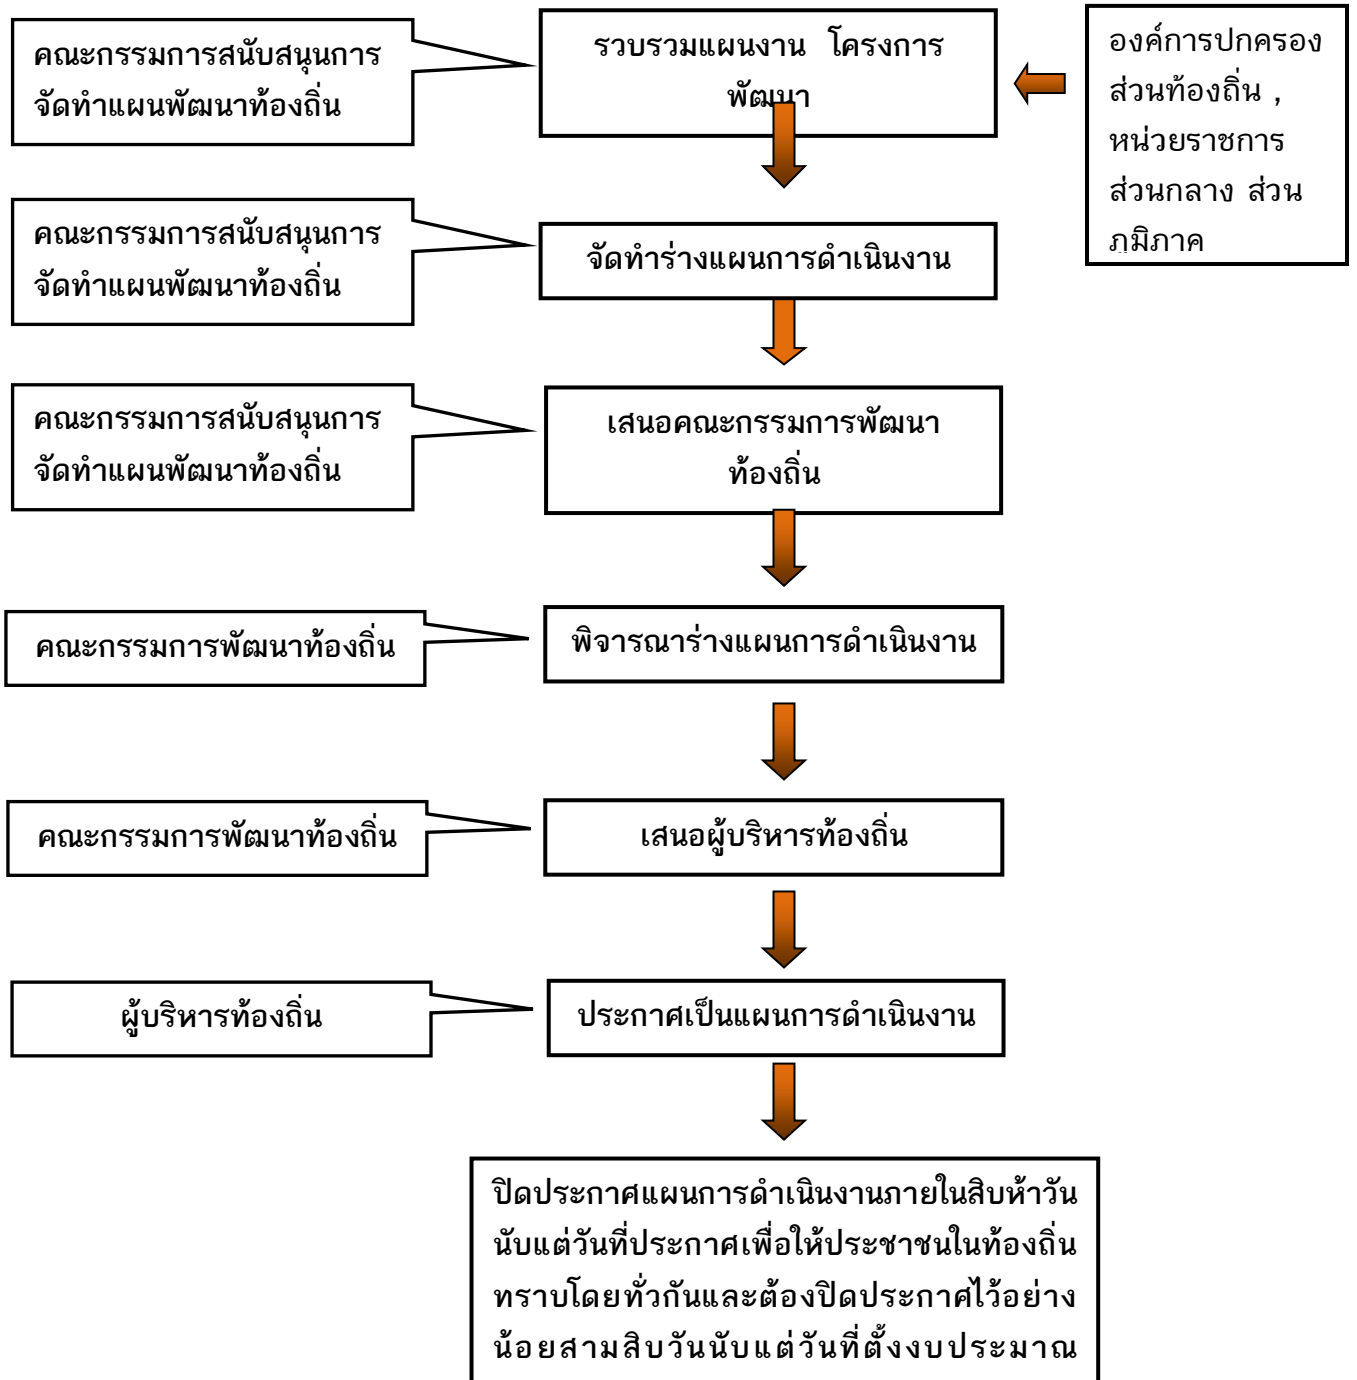 คณะกรรมการสนับสนุนการ
จัดทำแผนพัฒนาท้องถิ่น
รวบรวมแผนงาน โครงการ
พัฒนา
องค์การปกครอง
ส่วนท้องถิ่น ,
หน่วยราชการ
ส่วนกลาง ส่วน
ภูมิภาค
คณะกรรมการสนับสนุนการ
จัดทำแผนพัฒนาท้องถิ่น
จัดทำร่างแผนการดำเนินงาน
คณะกรรมการสนับสนุนการ
จัดทำแผนพัฒนาท้องถิ่น
เสนอคณะกรรมการพัฒนา
ท้องถิ่น
คณะกรรมการพัฒนาท้องถิ่น
พิจารณาร่างแผนการดำเนินงาน
คณะกรรมการพัฒนาท้องถิ่น
เสนอผู้บริหารท้องถิ่น
ผู้บริหารท้องถิ่น
ประกาศเป็นแผนการดำเนินงาน
ปิดประกาศแผนการดำเนินงานภายในสิบห้าวัน
นับแต่วันที่ประกาศเพื่อให้ประชาชนในท้องถิ่น
ทราบโดยทั่วกันและต้องปิดประกาศไว้อย่าง
น้อยสามสิบวันนับแต่วันที่ตั้งงบประมาณ